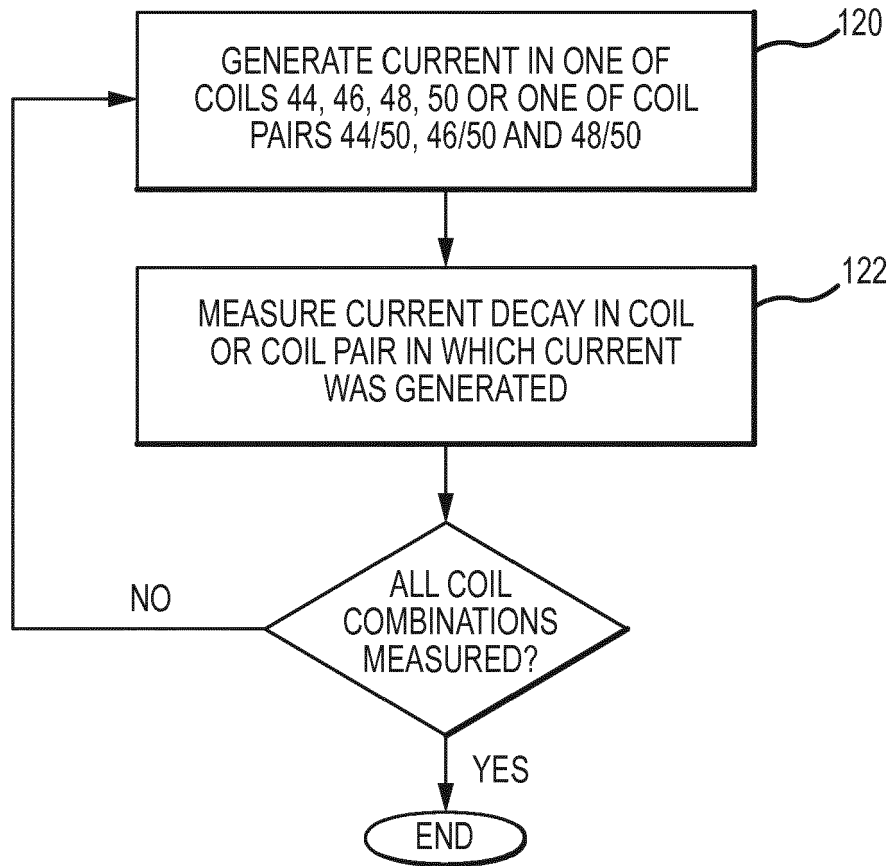 120
GENERATE CURRENT IN ONE OF
COILS 44, 46, 48, 50 OR ONE OF COIL
PAIRS 44/50, 46/50 AND 48/50
122
MEASURE CURRENT DECAY IN COIL
OR COIL PAIR IN WHICH CURRENT
WAS GENERATED
ALL COIL
COMBINATIONS
MEASURED?
NO
YES
END